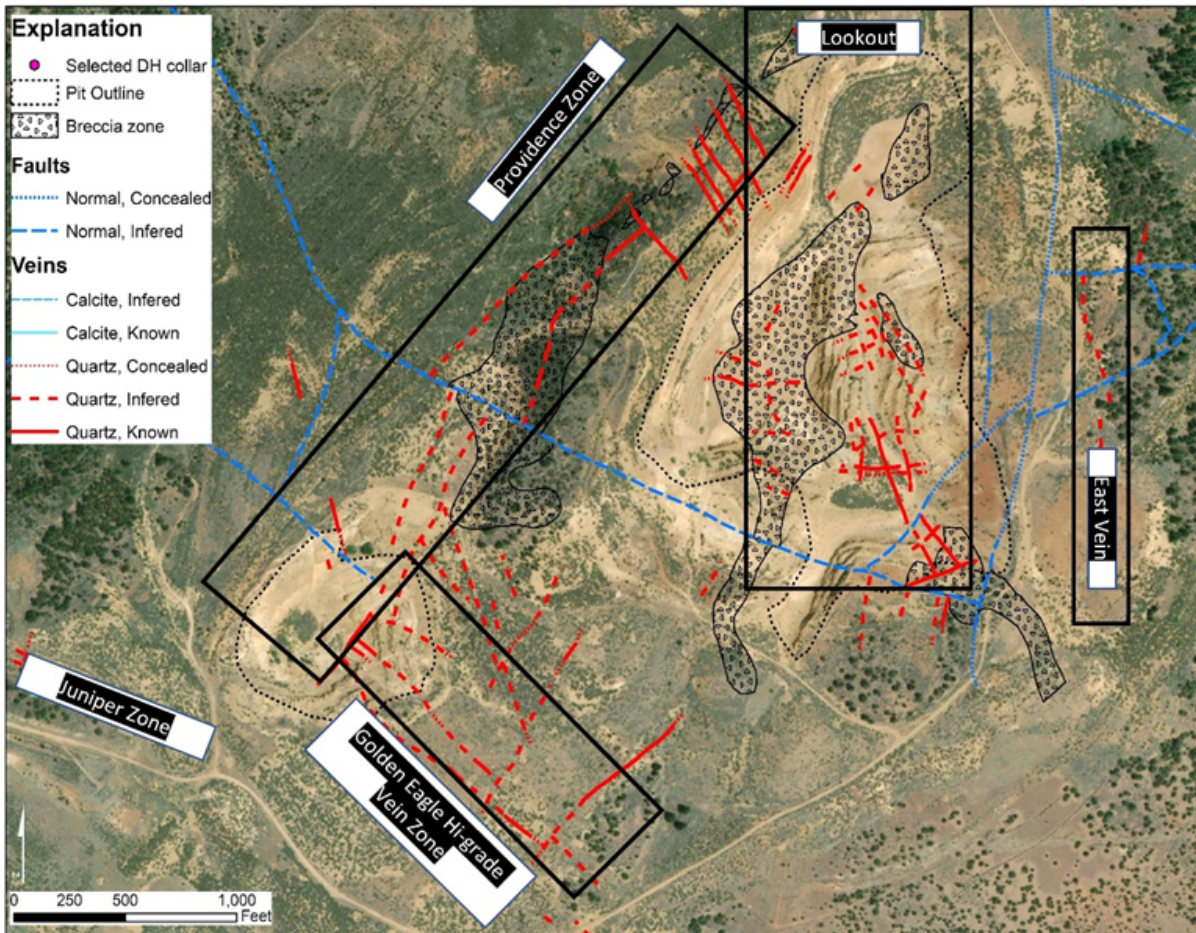 Explanation
Selected DH collar
Pit Outline
Breccia zone
Faults
Normal, Concealed
Normal, Infered
Veins
Calcite, Infered
Calcite, Known
Quartz, Concealed
Quartz, Infered
Quartz, Known
Providence Zone
Lookout
East Vein
Juniper Zone
Golden Eagle Hi-grade
Vein Zone
z
0 250 500 1,000
Feet